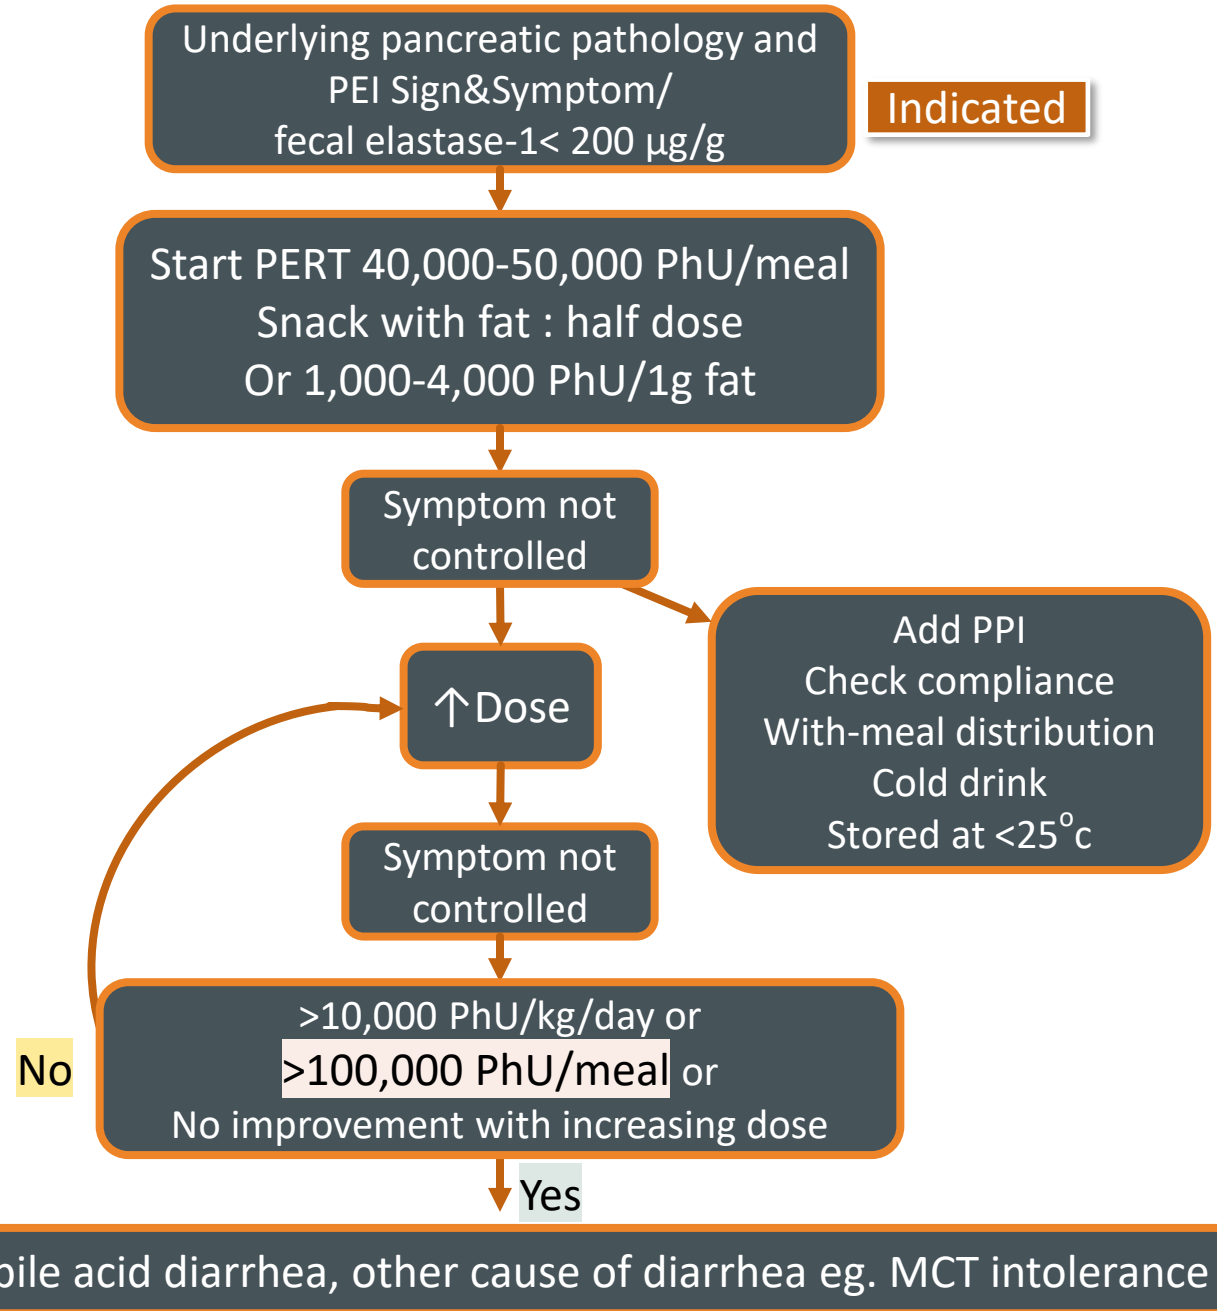 Underlying pancreatic pathology and
PEI Sign&Symptom/
fecal elastase-1< 200 µg/g
Indicated
Start PERT 40,000-50,000 PhU/meal
Snack with fat : half dose
Or 1,000-4,000 PhU/1g fat
Symptom not
controlled
Add PPI
Check compliance
With-meal distribution
Cold drink
Stored at <25°c
↑Dose
Symptom not
controlled
>10,000 PhU/kg/day or
>100,000 PhU/meal or
No improvement with increasing dose
No
Yes
bile acid diarrhea, other cause of diarrhea eg. MCT intolerance